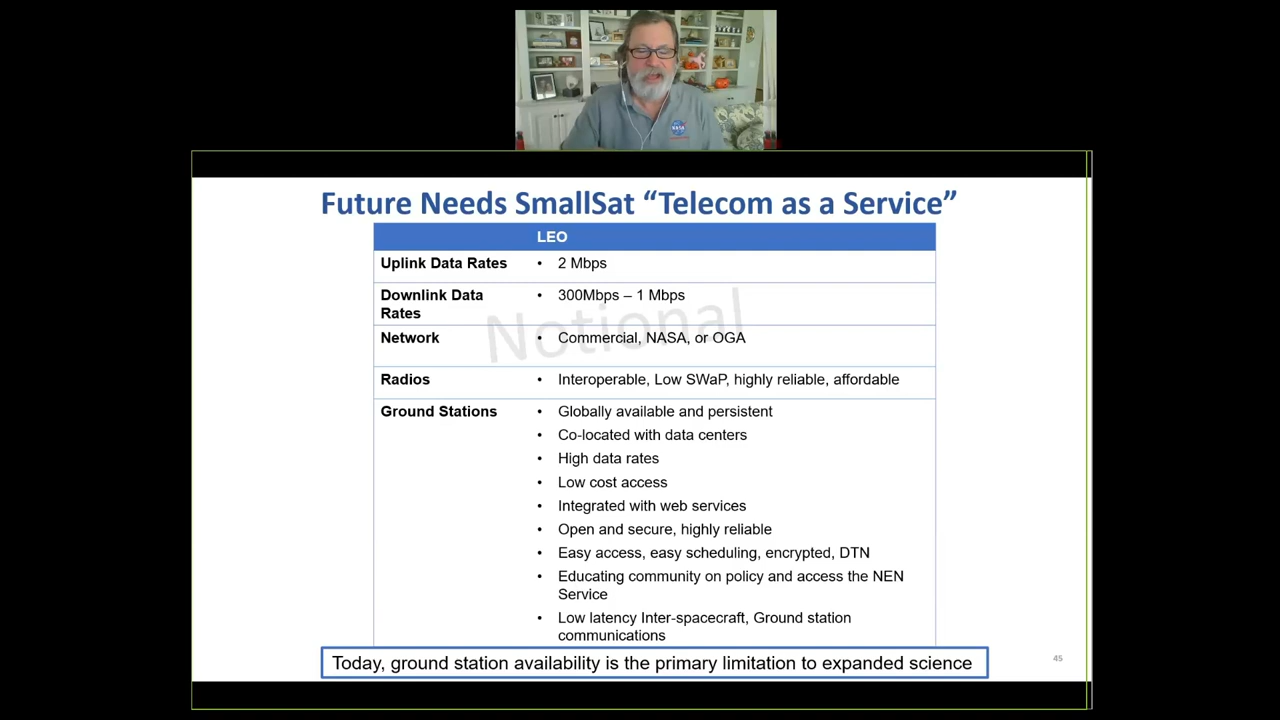 NASA
Future Needs SmallSat “Telecom as a Service”
LEO
Uplink Data Rates
• 2 Mbps
Downlink Data
Rates
• 300Mbps – 1 Mbps
Notional
Network
• Commercial, NASA, or OGA
Radios
• Interoperable, Low SWaP, highly reliable, affordable
Ground Stations
• Globally available and persistent
• Co-located with data centers
• High data rates
• Low cost access
• Integrated with web services
• Open and secure, highly reliable
• Easy access, easy scheduling, encrypted, DTN
• Educating community on policy and access the NEN
Service
• Low latency Inter-spacecraft, Ground station
communications
Today, ground station availability is the primary limitation to expanded science
45